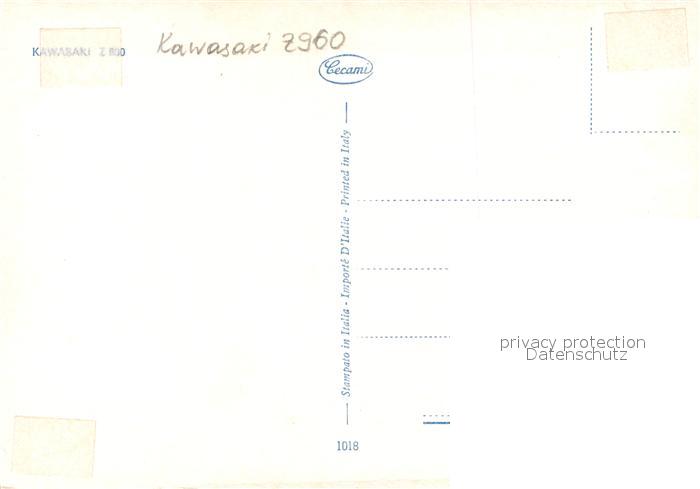 KAWASAKI Z 900
Kawasaki Z960
Cecami
Stampato in Italia - Importé D'Italie - Printed in Italy
1018
privacy protection
Datenschutz